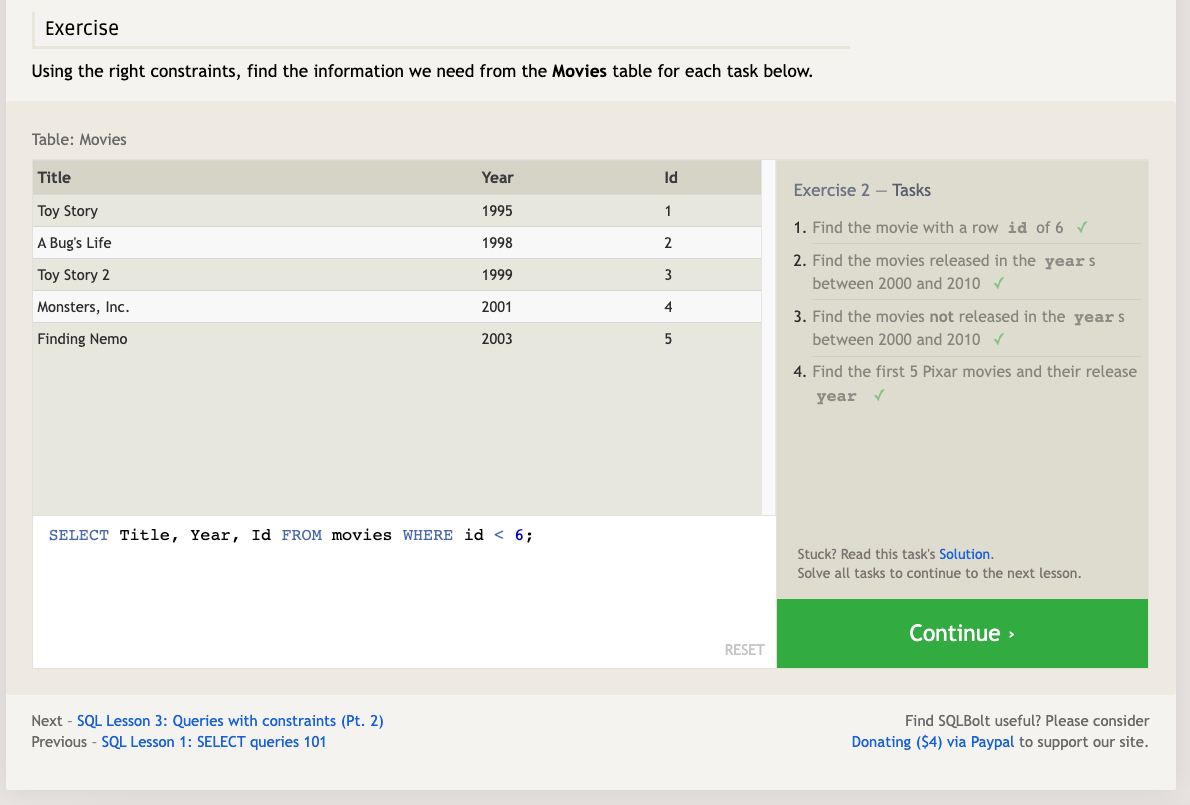 Exercise
Using the right constraints, find the information we need from the Movies table for each task below.
Table: Movies
Title Year Id
Toy Story 1995 1
A Bug's Life 1998 2
Toy Story 2 1999 3
Monsters, Inc. 2001 4
Finding Nemo 2003 5
SELECT Title, Year, Id FROM movies WHERE id < 6;
RESET
Exercise 2 — Tasks
1. Find the movie with a row id of 6 ✓
2. Find the movies released in the years
between 2000 and 2010 ✓
3. Find the movies not released in the years
between 2000 and 2010 ✓
4. Find the first 5 Pixar movies and their release
year ✓
Stuck? Read this task's Solution.
Solve all tasks to continue to the next lesson.
Continue ›
Next – SQL Lesson 3: Queries with constraints (Pt. 2)
Previous – SQL Lesson 1: SELECT queries 101
Find SQLBolt useful? Please consider
Donating ($4) via Paypal to support our site.